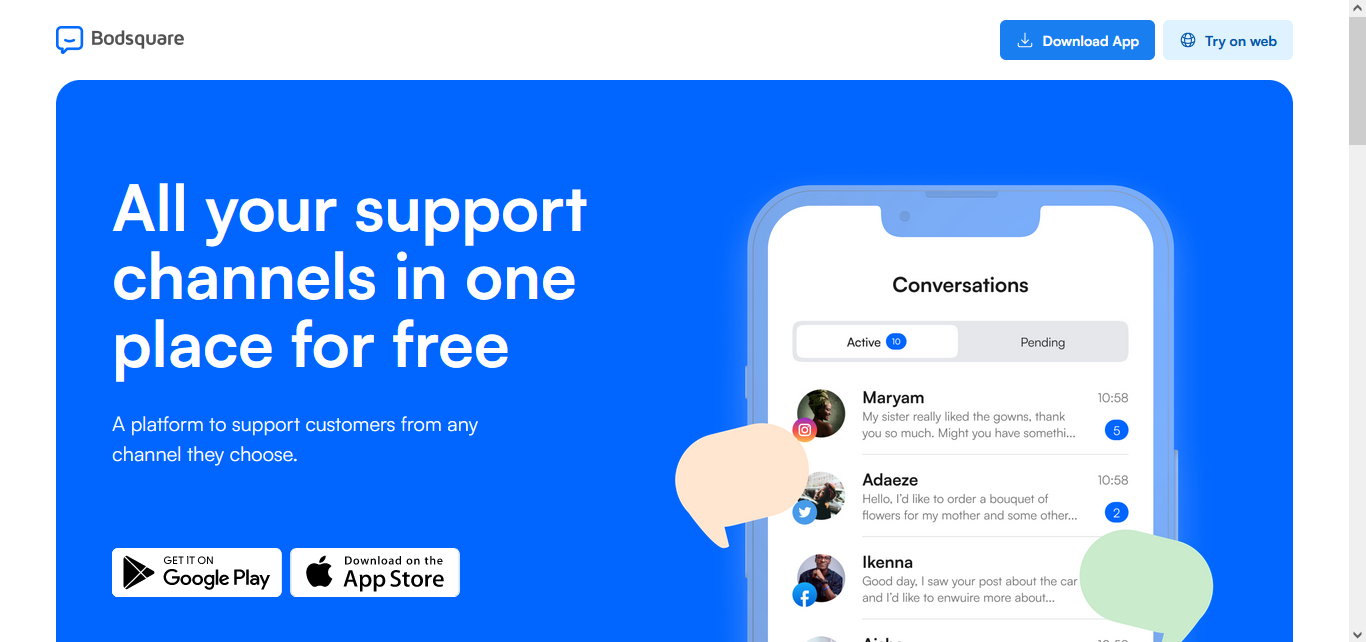 Bodsquare
Download App
Try on web
All your support
channels in one
place for free
A platform to support customers from any
channel they choose.
GET IT ON
Google Play
Download on the
App Store
Conversations
Active 10
Pending
Maryam 10:58
My sister really liked the gowns, thank
you so much. Might you have somethi... 5
Adaeze 10:58
Hello, I'd like to order a bouquet of
flowers for my mother and some other... 2
Ikenna
Good day, I saw your post about the car
and I'd like to enwuire more about...